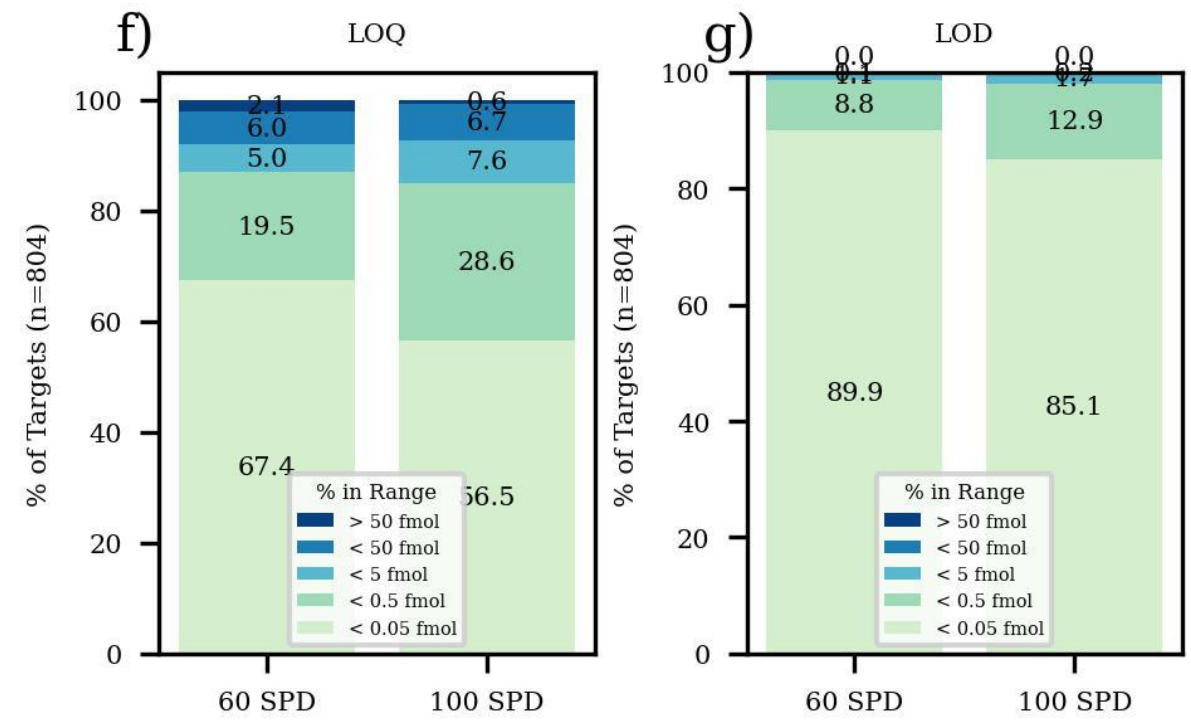 f)
LOQ
% of Targets (n=804)
100
80
60
40
20
0
2.1
6.0
5.0
19.5
67.4
0.6
6.7
7.6
28.6
56.5
% in Range
> 50 fmol
< 50 fmol
< 5 fmol
< 0.5 fmol
< 0.05 fmol
60 SPD
100 SPD
g)
LOD
% of Targets (n=804)
100
80
60
40
20
0
0.0
8.8
89.9
0.0
12.9
85.1
% in Range
> 50 fmol
< 50 fmol
< 5 fmol
< 0.5 fmol
< 0.05 fmol
60 SPD
100 SPD